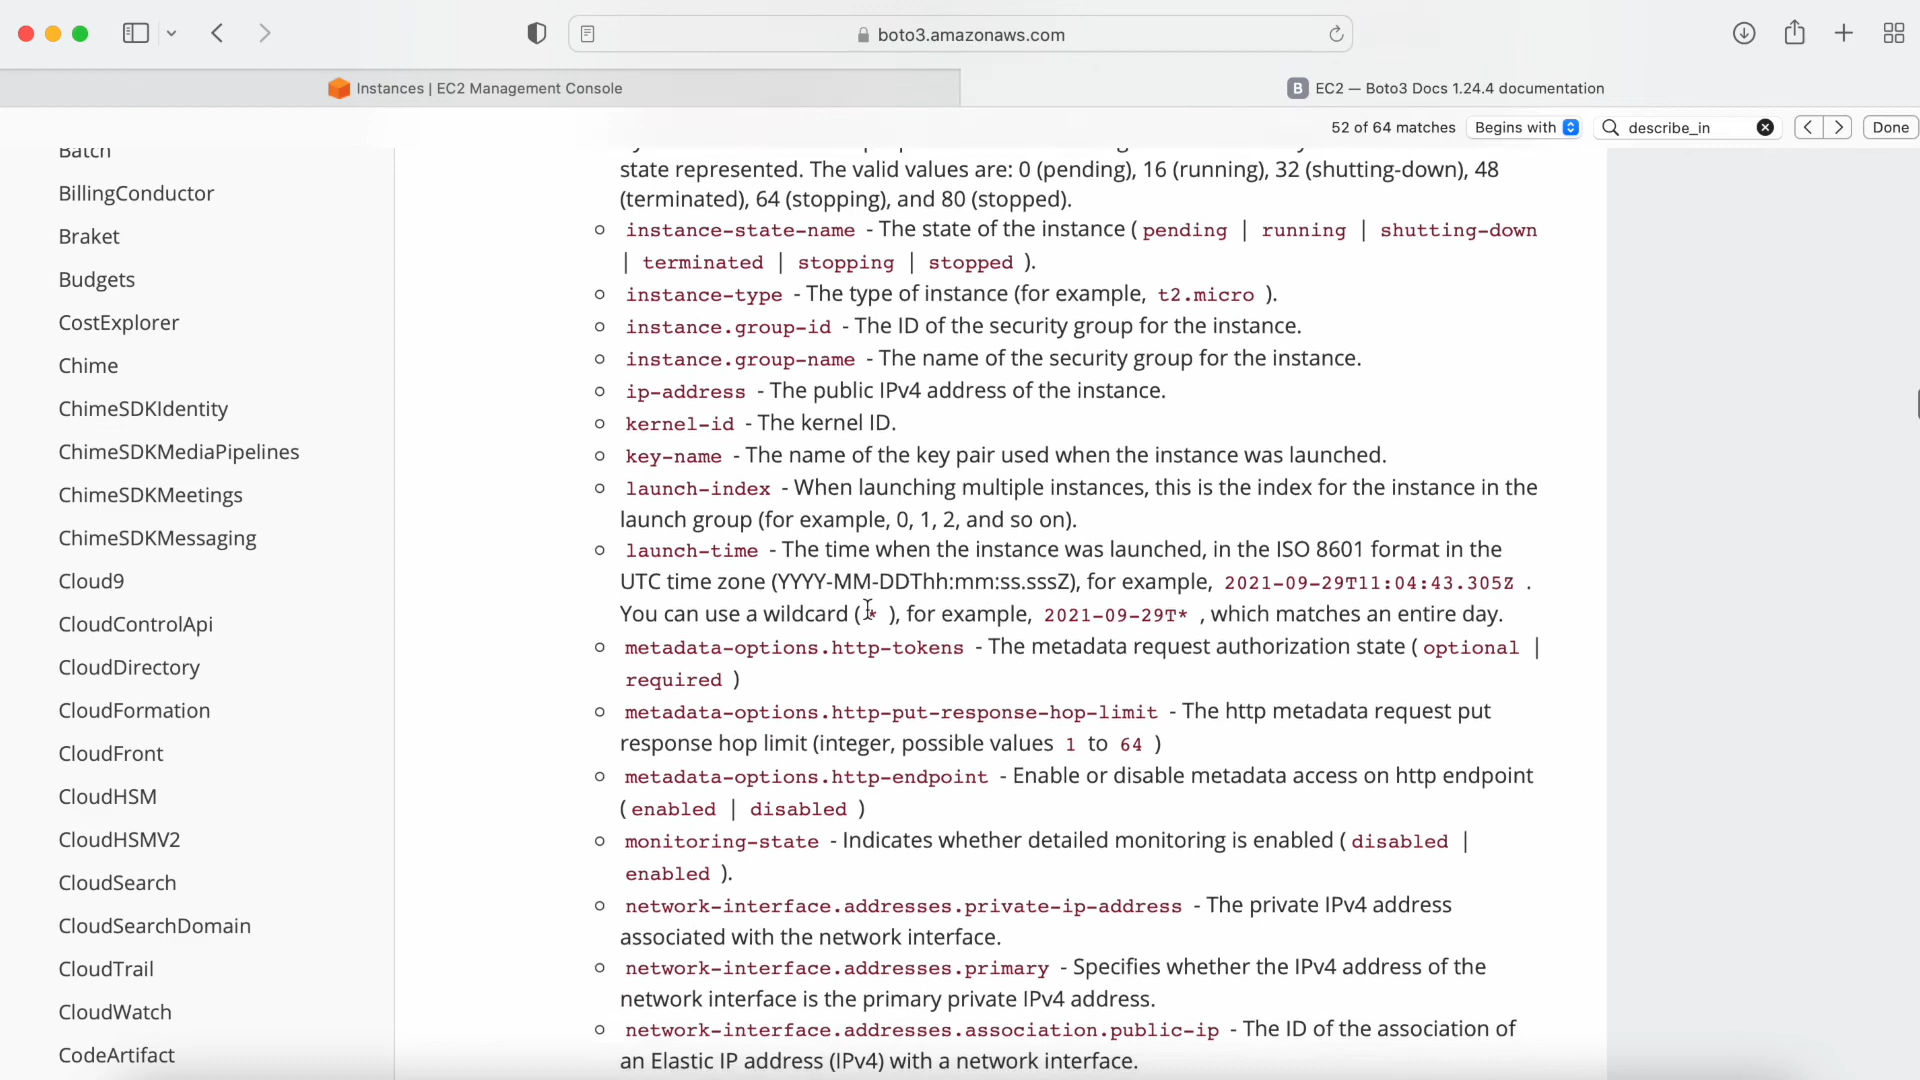 boto3.amazonaws.com
Instances | EC2 Management Console
B EC2 — Boto3 Docs 1.24.4 documentation
52 of 64 matches Begins with describe_in Done
Batch
BillingConductor
Braket
Budgets
CostExplorer
Chime
ChimeSDKIdentity
ChimeSDKMediaPipelines
ChimeSDKMeetings
ChimeSDKMessaging
Cloud9
CloudControlApi
CloudDirectory
CloudFormation
CloudFront
CloudHSM
CloudHSMV2
CloudSearch
CloudSearchDomain
CloudTrail
CloudWatch
CodeArtifact
state represented. The valid values are: 0 (pending), 16 (running), 32 (shutting-down), 48
(terminated), 64 (stopping), and 80 (stopped).
instance-state-name - The state of the instance ( pending | running | shutting-down
| terminated | stopping | stopped ).
instance-type - The type of instance (for example, t2.micro ).
instance.group-id - The ID of the security group for the instance.
instance.group-name - The name of the security group for the instance.
ip-address - The public IPv4 address of the instance.
kernel-id - The kernel ID.
key-name - The name of the key pair used when the instance was launched.
launch-index - When launching multiple instances, this is the index for the instance in the
launch group (for example, 0, 1, 2, and so on).
launch-time - The time when the instance was launched, in the ISO 8601 format in the
UTC time zone (YYYY-MM-DDThh:mm:ss.sssZ), for example, 2021-09-29T11:04:43.305Z .
You can use a wildcard ( * ), for example, 2021-09-29T* , which matches an entire day.
metadata-options.http-tokens - The metadata request authorization state ( optional |
required )
metadata-options.http-put-response-hop-limit - The http metadata request put
response hop limit (integer, possible values 1 to 64 )
metadata-options.http-endpoint - Enable or disable metadata access on http endpoint
( enabled | disabled )
monitoring-state - Indicates whether detailed monitoring is enabled ( disabled |
enabled ).
network-interface.addresses.private-ip-address - The private IPv4 address
associated with the network interface.
network-interface.addresses.primary - Specifies whether the IPv4 address of the
network interface is the primary private IPv4 address.
network-interface.addresses.association.public-ip - The ID of the association of
an Elastic IP address (IPv4) with a network interface.